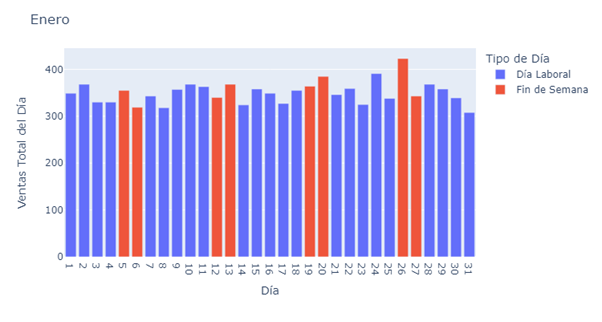 Enero
Tipo de Día
Día Laboral
Fin de Semana
Ventas Total del Día
400
300
200
100
0
1 2 3 4 5 6 7 8 9 10 11 12 13 14 15 16 17 18 19 20 21 22 23 24 25 26 27 28 29 30 31
Día